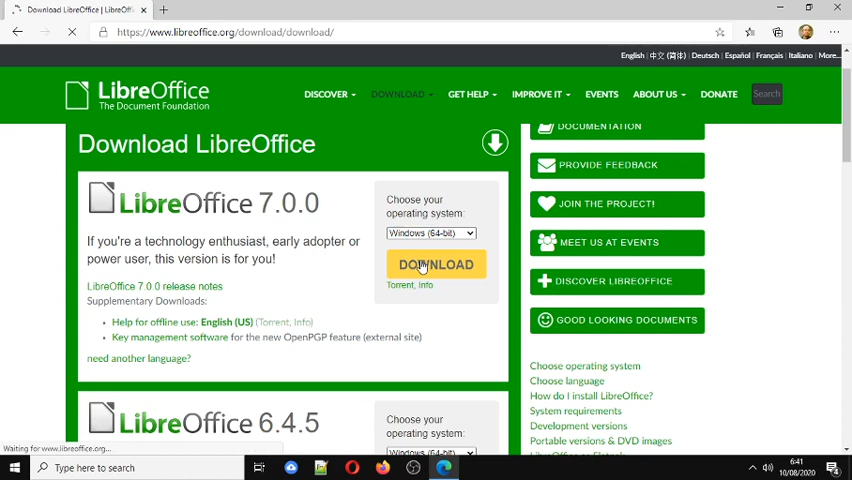 Download LibreOffice | LibreOff
https://www.libreoffice.org/download/download/
English | 中文 (简体) | Deutsch | Español | Français | Italiano | More...
LibreOffice
The Document Foundation
DISCOVER DOWNLOAD GET HELP IMPROVE IT EVENTS ABOUT US DONATE Search
Download LibreOffice
LibreOffice 7.0.0
If you're a technology enthusiast, early adopter or
power user, this version is for you!
LibreOffice 7.0.0 release notes
Supplementary Downloads:
• Help for offline use: English (US) (Torrent, Info)
• Key management software for the new OpenPGP feature (external site)
need another language?
Choose your
operating system:
Windows (64-bit)
DOWNLOAD
Torrent, Info
LibreOffice 6.4.5
Choose your
operating system:
Windows (64-bit)
DOCUMENTATION
PROVIDE FEEDBACK
JOIN THE PROJECT!
MEET US AT EVENTS
DISCOVER LIBREOFFICE
GOOD LOOKING DOCUMENTS
Choose operating system
Choose language
How do I install LibreOffice?
System requirements
Development versions
Portable versions & DVD images
LibreOffice as Flatpak
Waiting for www.libreoffice.org...
Type here to search
6:41
10/08/2020
4